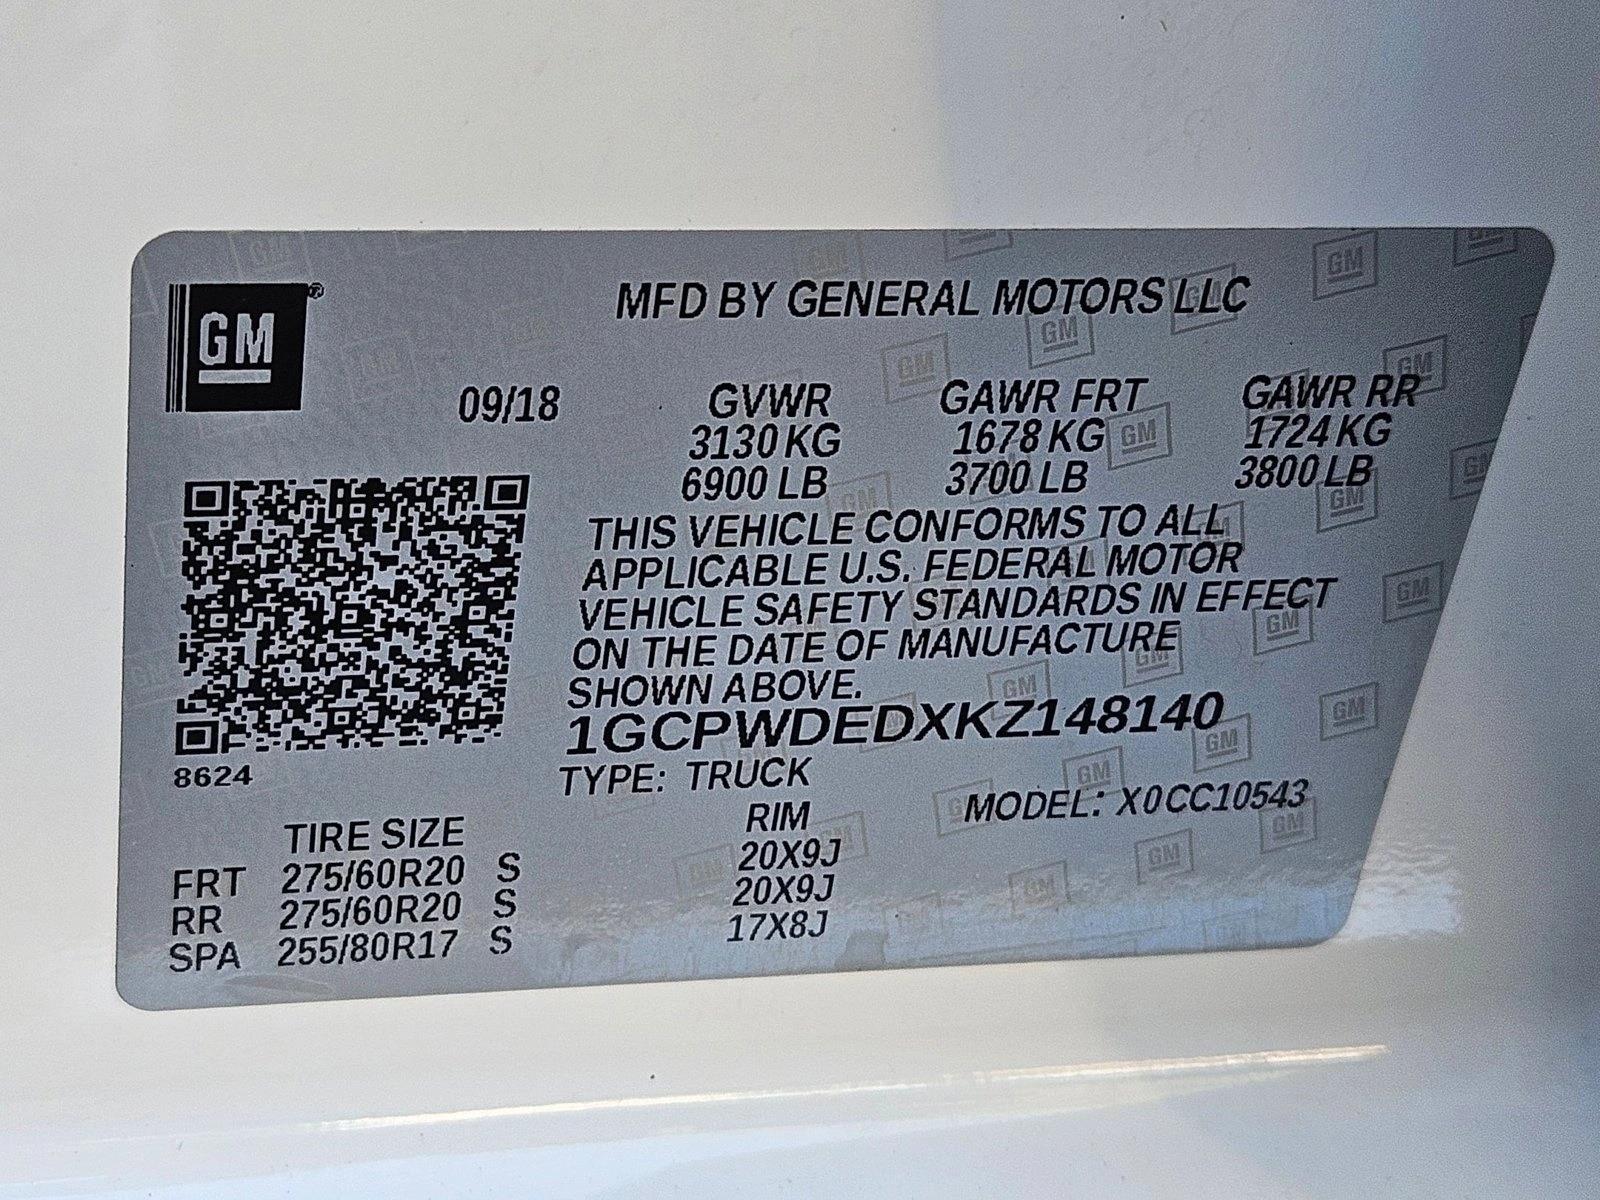 GM®
MFD BY GENERAL MOTORS LLC
09/18 GVWR GAWR FRT GAWR RR
3130 KG 1678 KG 1724 KG
6900 LB 3700 LB 3800 LB
THIS VEHICLE CONFORMS TO ALL
APPLICABLE U.S. FEDERAL MOTOR
VEHICLE SAFETY STANDARDS IN EFFECT
ON THE DATE OF MANUFACTURE
SHOWN ABOVE.
1GCPWDEDXKZ148140
8624
TYPE: TRUCK
MODEL: X0CC10543
TIRE SIZE RIM
FRT 275/60R20 S 20X9J
RR 275/60R20 S 20X9J
SPA 255/80R17 S 17X8J